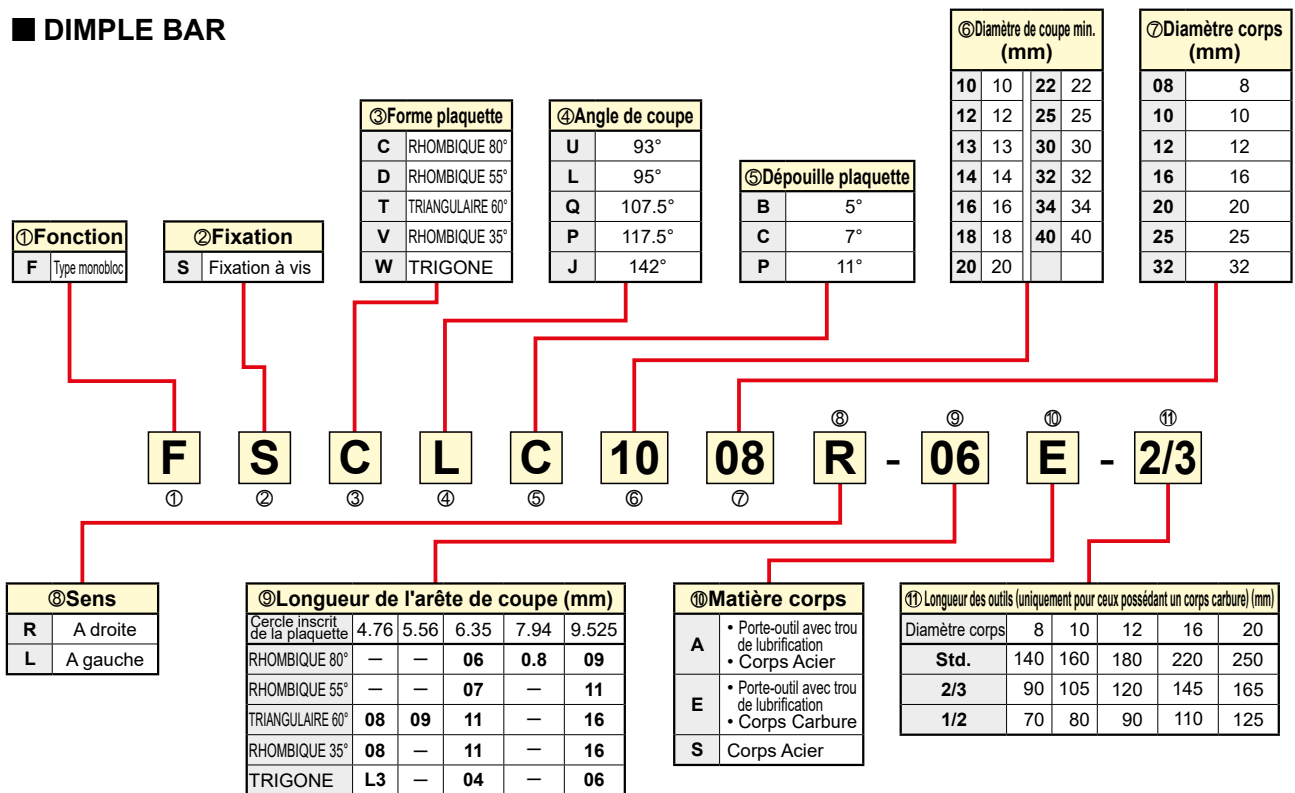 ■ DIMPLE BAR
⑥Diamètre de coupe min.
(mm)
10 10 22 22
12 12 25 25
13 13 30 30
14 14 32 32
16 16 34 34
18 18 40 40
20 20
⑦Diamètre corps
(mm)
08 8
10 10
12 12
16 16
20 20
25 25
32 32
③Forme plaquette
C RHOMBIQUE 80°
D RHOMBIQUE 55°
T TRIANGULAIRE 60°
V RHOMBIQUE 35°
W TRIGONE
④Angle de coupe
U 93°
L 95°
Q 107.5°
P 117.5°
J 142°
⑤Dépouille plaquette
B 5°
C 7°
P 11°
①Fonction
F Type monobloc
②Fixation
S Fixation à vis
⑧ ⑨ ⑩ ⑪
F S C L C 10 08 R - 06 E - 2/3
① ② ③ ④ ⑤ ⑥ ⑦
⑧Sens
R A droite
L A gauche
⑨Longueur de l'arête de coupe (mm)
Cercle inscrit
de la plaquette 4.76 5.56 6.35 7.94 9.525
RHOMBIQUE 80° — — 06 0.8 09
RHOMBIQUE 55° — — 07 — 11
TRIANGULAIRE 60° 08 09 11 — 16
RHOMBIQUE 35° 08 — 11 — 16
TRIGONE L3 — 04 — 06
⑩Matière corps
A • Porte-outil avec trou
de lubrification
• Corps Acier
E • Porte-outil avec trou
de lubrification
• Corps Carbure
S Corps Acier
⑪ Longueur des outils (uniquement pour ceux possédant un corps carbure) (mm)
Diamètre corps 8 10 12 16 20
Std. 140 160 180 220 250
2/3 90 105 120 145 165
1/2 70 80 90 110 125